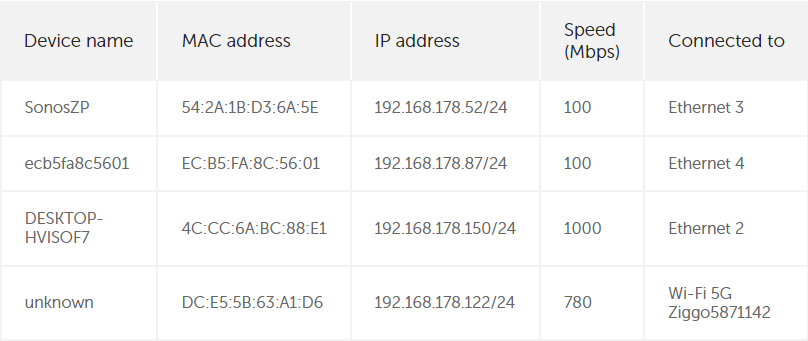 Device name MAC address IP address Speed (Mbps) Connected to
SonosZP 54:2A:1B:D3:6A:5E 192.168.178.52/24 100 Ethernet 3
ecb5fa8c5601 EC:B5:FA:8C:56:01 192.168.178.87/24 100 Ethernet 4
DESKTOP-HVISOF7 4C:CC:6A:BC:88:E1 192.168.178.150/24 1000 Ethernet 2
unknown DC:E5:5B:63:A1:D6 192.168.178.122/24 780 Wi-Fi 5G Ziggo5871142